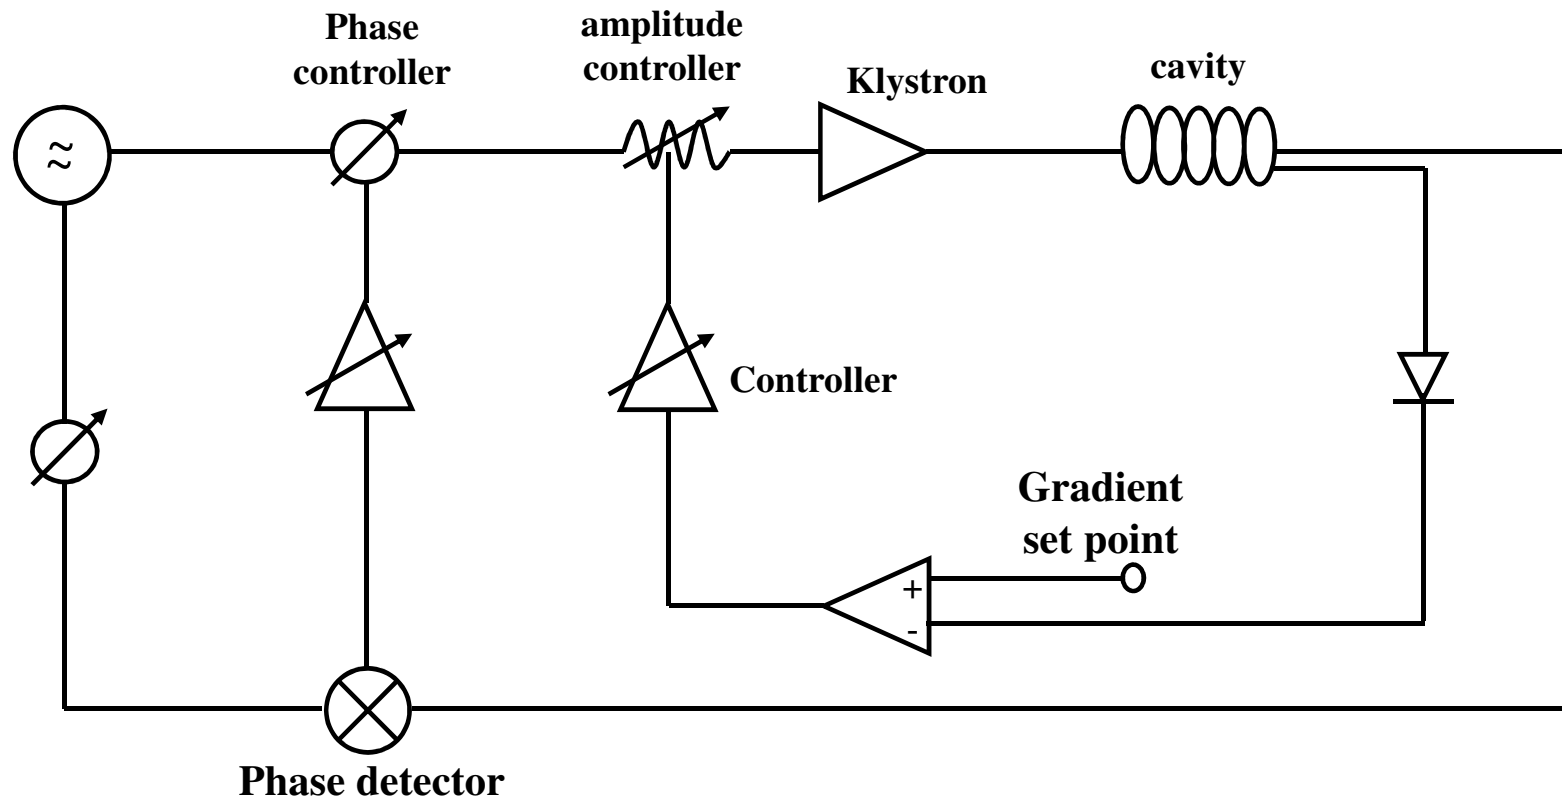 Phase
controller
amplitude
controller
Klystron
cavity
≈
Controller
Gradient
set point
+
-
Phase detector